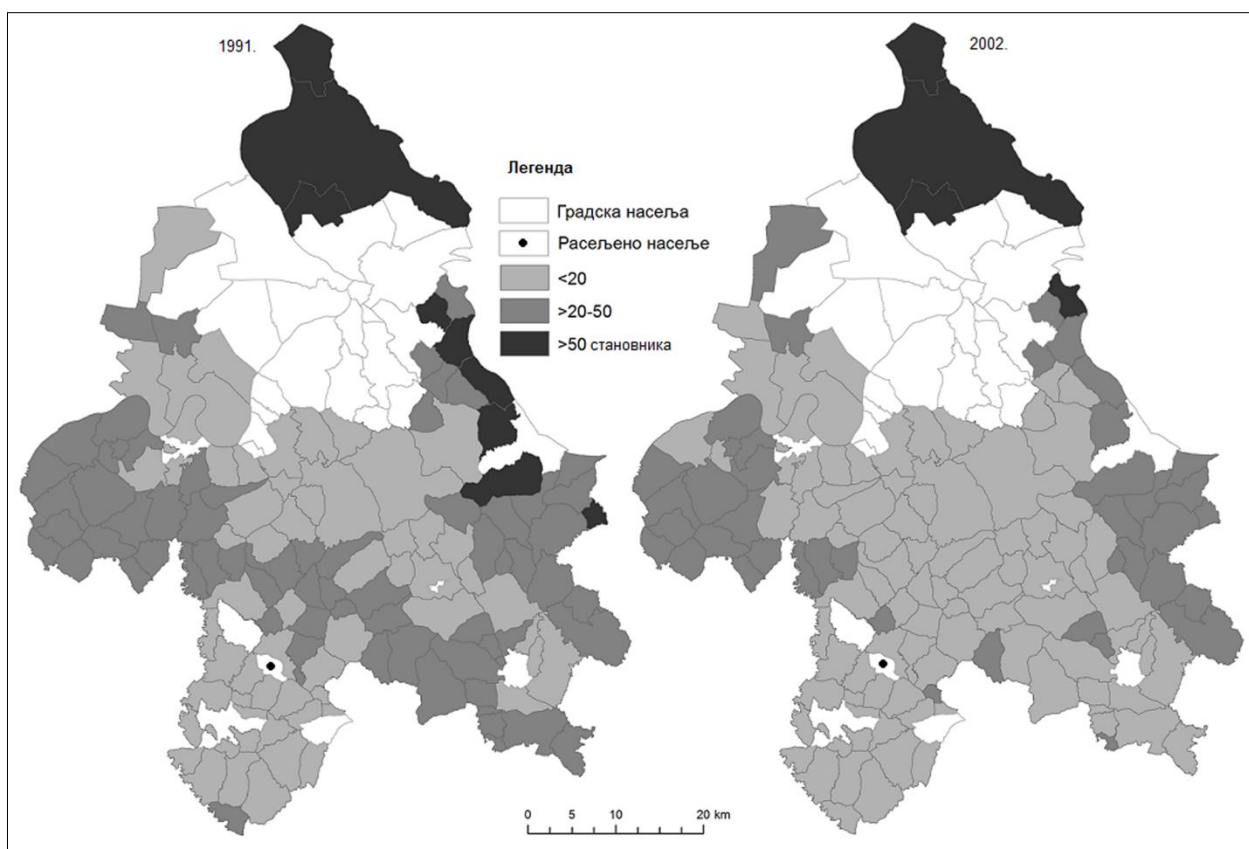 1991.
2002.
Легенда
Градска насеља
Расељено насеље
<20
>20-50
>50 становника
0 5 10 20 km